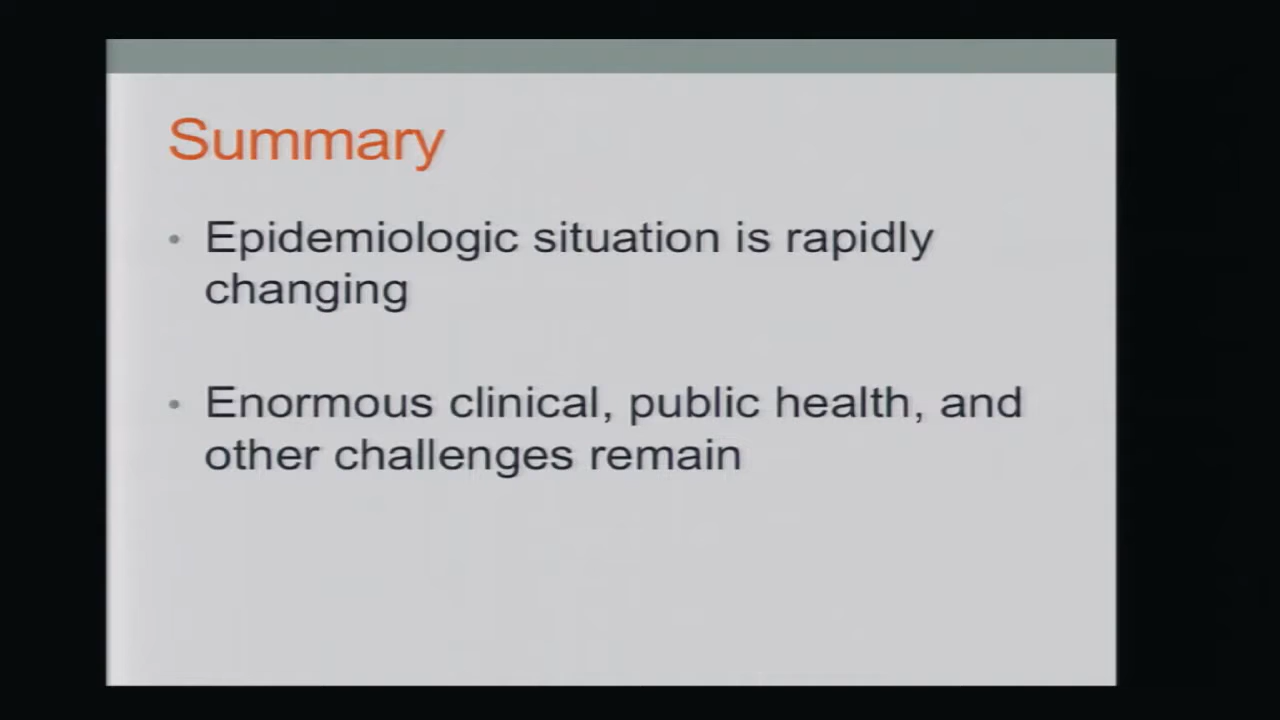 Summary
• Epidemiologic situation is rapidly
changing
• Enormous clinical, public health, and
other challenges remain